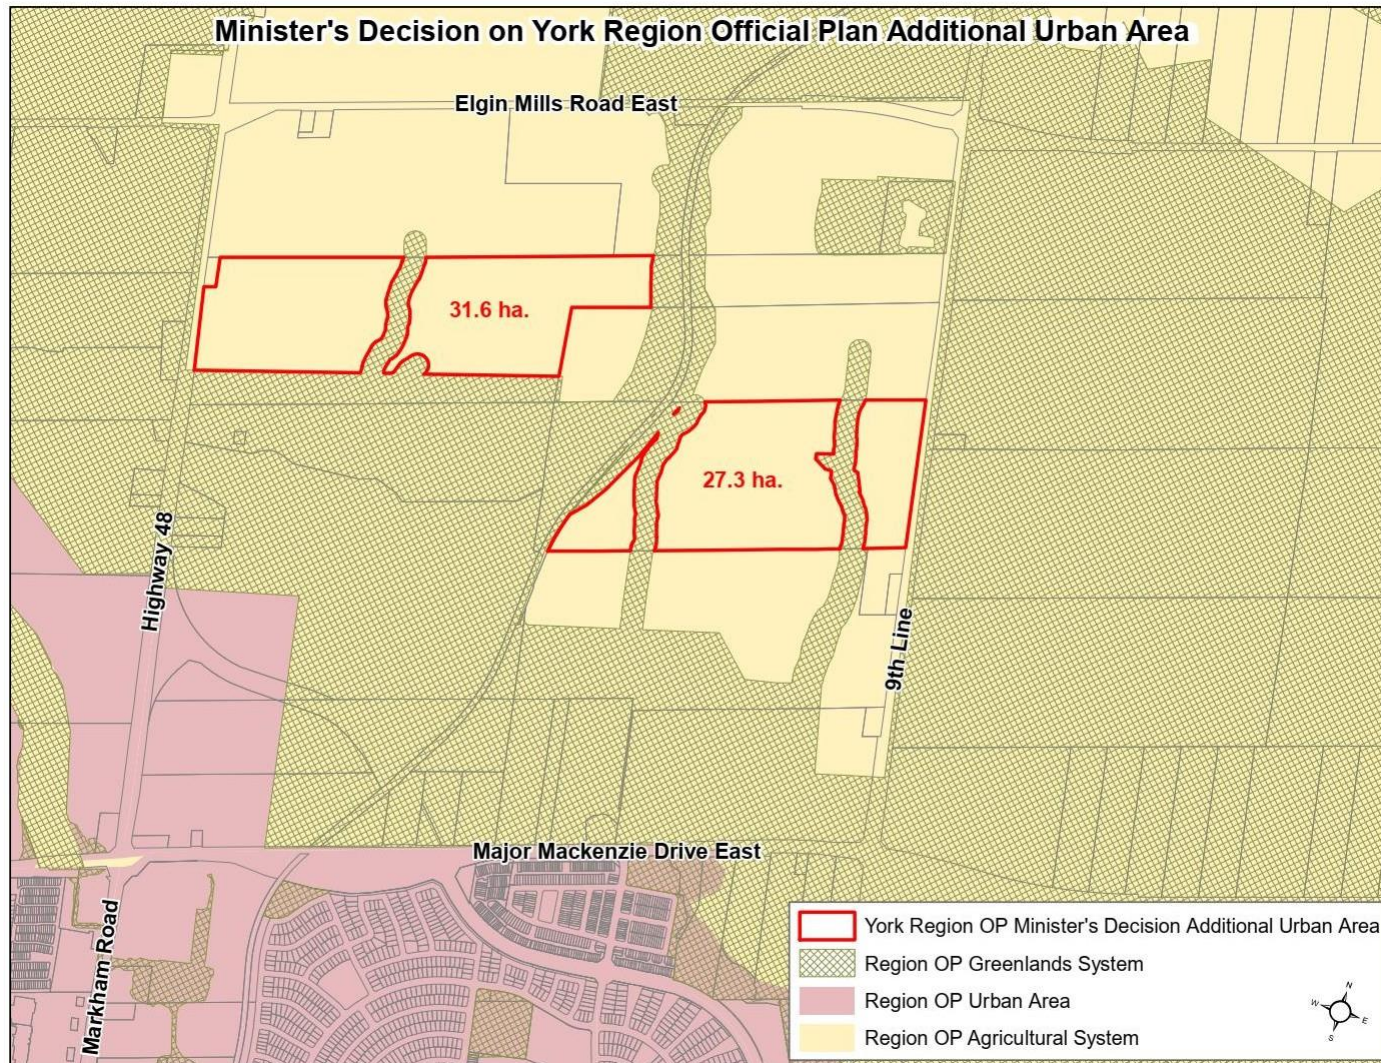 Minister's Decision on York Region Official Plan Additional Urban Area
Elgin Mills Road East
31.6 ha.
27.3 ha.
Highway 48
9th Line
Major Mackenzie Drive East
Markham Road
York Region OP Minister's Decision Additional Urban Area
Region OP Greenlands System
Region OP Urban Area
Region OP Agricultural System
N
W
E
S